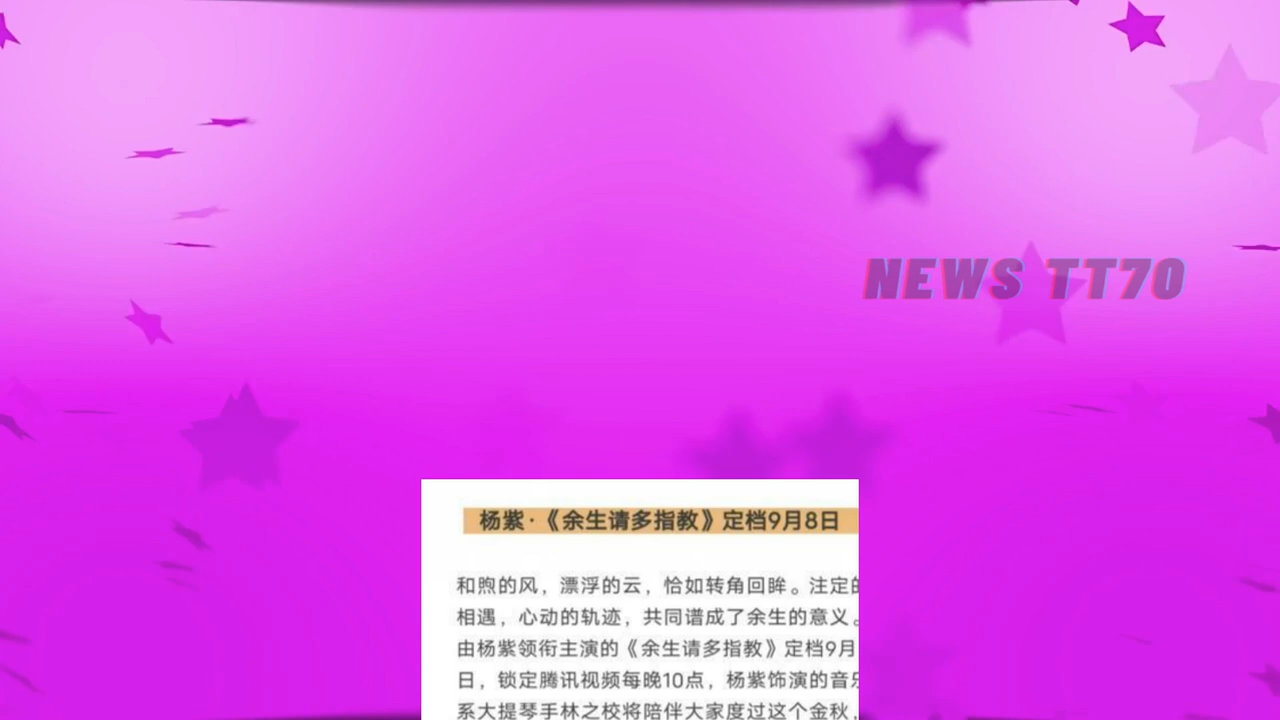 NEWS TT70
杨紫·《余生请多指教》定档9月8日
和煦的风，漂浮的云，恰如转角回眸。注定的
相遇，心动的轨迹，共同谱成了余生的意义。
由杨紫领衔主演的《余生请多指教》定档9月
日，锁定腾讯视频每晚10点，杨紫饰演的音乐
系大提琴手林之校将陪伴大家度过这个金秋，